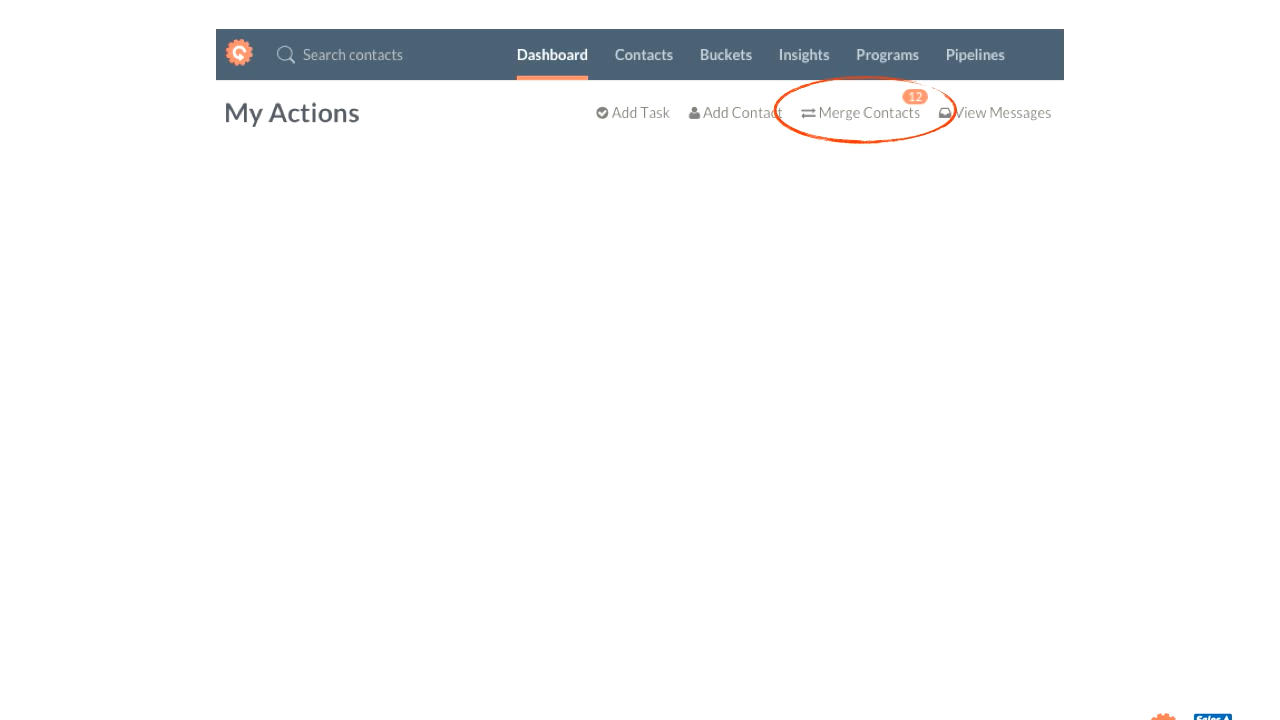 Search contacts Dashboard Contacts Buckets Insights Programs Pipelines
12
My Actions Add Task Add Contact Merge Contacts View Messages